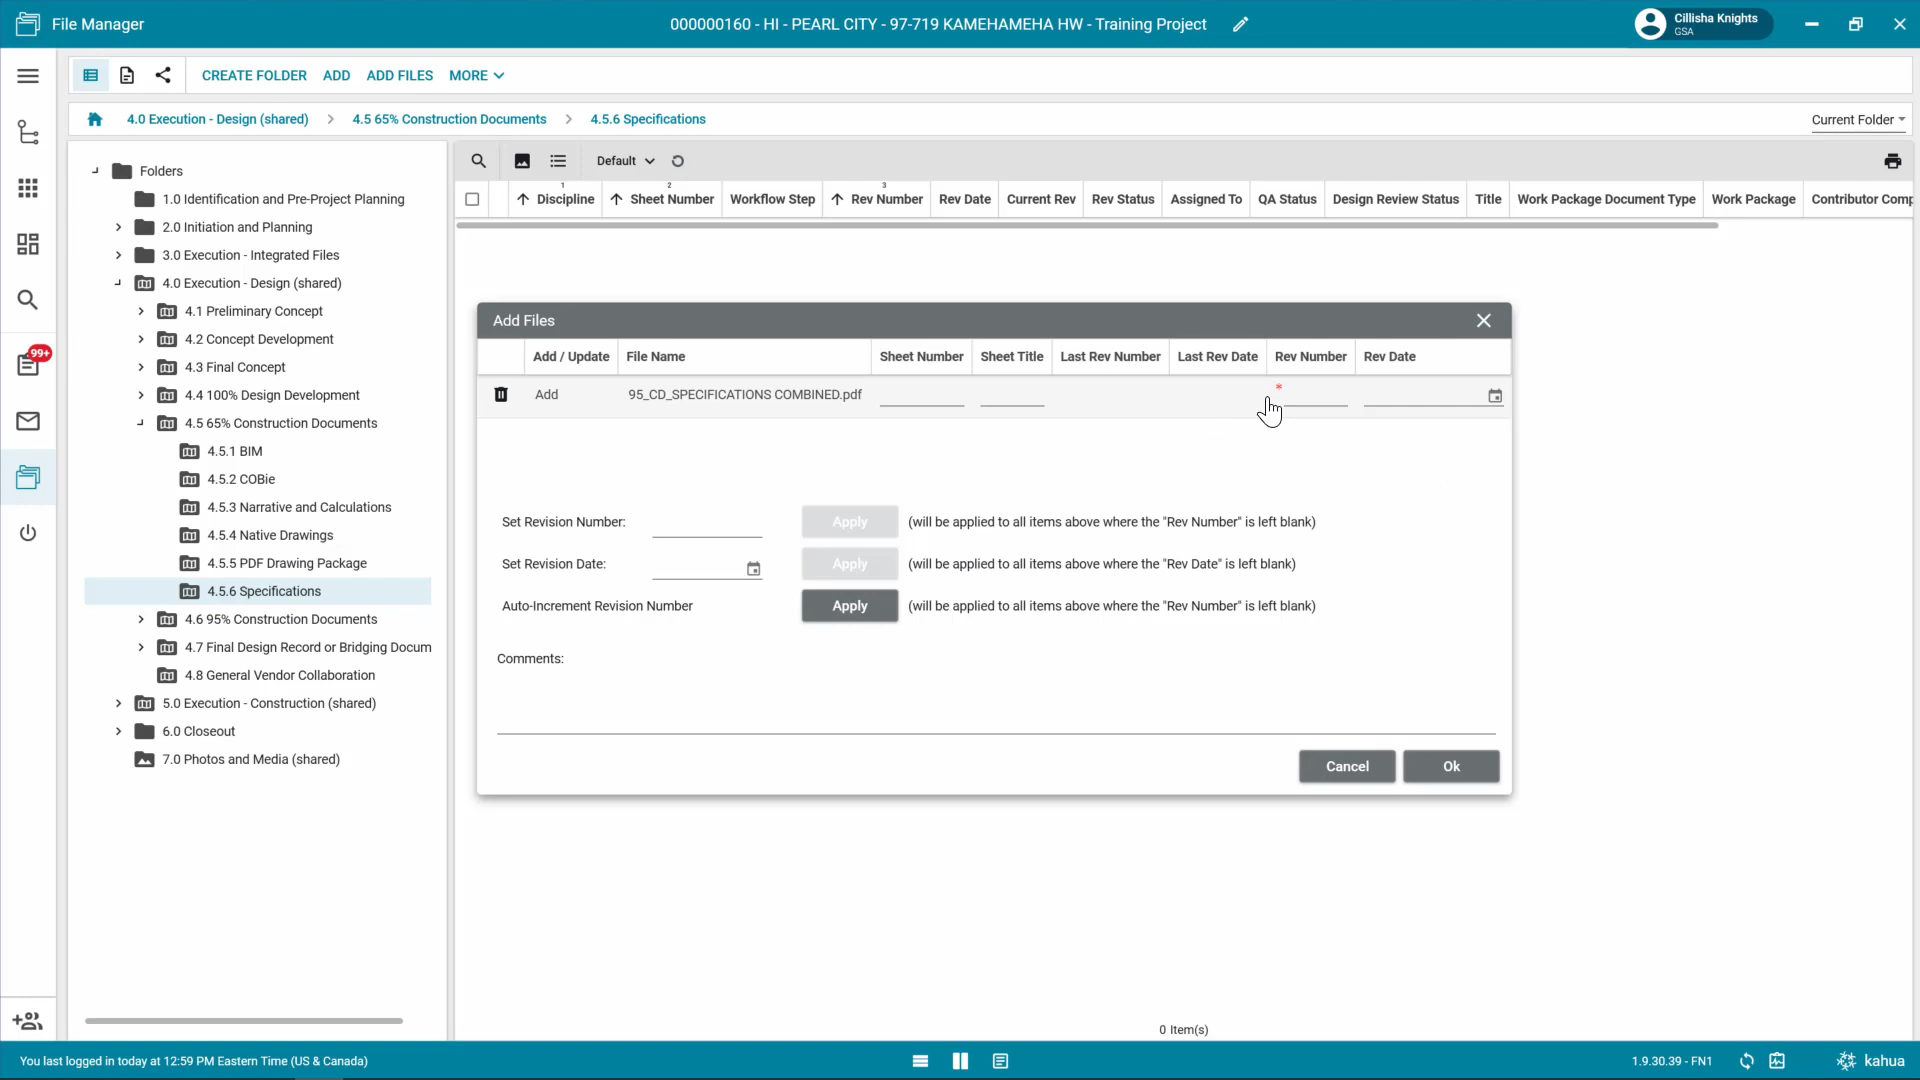 File Manager
000000160 - HI - PEARL CITY - 97-719 KAMEHAMEHA HW - Training Project
Cillisha Knights
GSA
CREATE FOLDER ADD ADD FILES MORE
4.0 Execution - Design (shared) > 4.5 65% Construction Documents > 4.5.6 Specifications
Current Folder
Folders
1.0 Identification and Pre-Project Planning
2.0 Initiation and Planning
3.0 Execution - Integrated Files
4.0 Execution - Design (shared)
4.1 Preliminary Concept
4.2 Concept Development
4.3 Final Concept
4.4 100% Design Development
4.5 65% Construction Documents
4.5.1 BIM
4.5.2 COBie
4.5.3 Narrative and Calculations
4.5.4 Native Drawings
4.5.5 PDF Drawing Package
4.5.6 Specifications
4.6 95% Construction Documents
4.7 Final Design Record or Bridging Docum
4.8 General Vendor Collaboration
5.0 Execution - Construction (shared)
6.0 Closeout
7.0 Photos and Media (shared)
99+
Default
1 2 3
Discipline Sheet Number Workflow Step Rev Number Rev Date Current Rev Rev Status Assigned To QA Status Design Review Status Title Work Package Document Type Work Package Contributor Comp
Add Files
Add / Update File Name Sheet Number Sheet Title Last Rev Number Last Rev Date Rev Number Rev Date
Add 95_CD_SPECIFICATIONS COMBINED.pdf *
Set Revision Number: Apply (will be applied to all items above where the "Rev Number" is left blank)
Set Revision Date: Apply (will be applied to all items above where the "Rev Date" is left blank)
Auto-Increment Revision Number Apply (will be applied to all items above where the "Rev Number" is left blank)
Comments:
Cancel Ok
0 Item(s)
You last logged in today at 12:59 PM Eastern Time (US & Canada)
1.9.30.39 - FN1
kahua